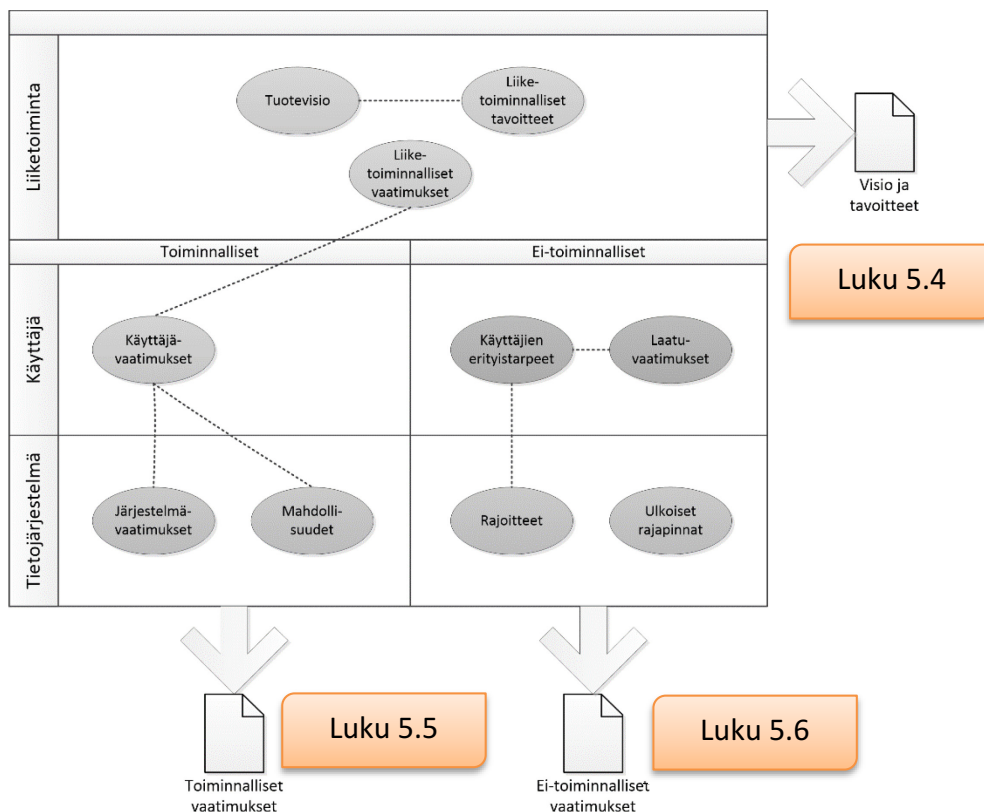 Liiketoiminta
Tuotevisio
Liike-
toiminnalliset
tavoitteet
Liike-
toiminnalliset
vaatimukset
Visio ja
tavoitteet
Luku 5.4
Toiminnalliset
Ei-toiminnalliset
Käyttäjä
Käyttäjä-
vaatimukset
Käyttäjien
erityistarpeet
Laatu-
vaatimukset
Tietojärjestelmä
Järjestelmä-
vaatimukset
Mahdolli-
suudet
Rajoitteet
Ulkoiset
rajapinnat
Luku 5.5
Toiminnalliset
vaatimukset
Luku 5.6
Ei-toiminnalliset
vaatimukset